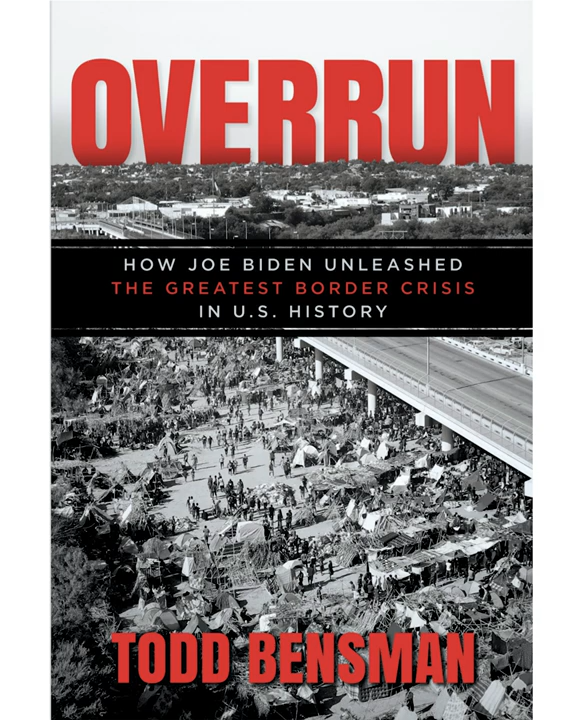 OVERRUN
HOW JOE BIDEN UNLEASHED
THE GREATEST BORDER CRISIS
IN U.S. HISTORY
TODD BENSMAN